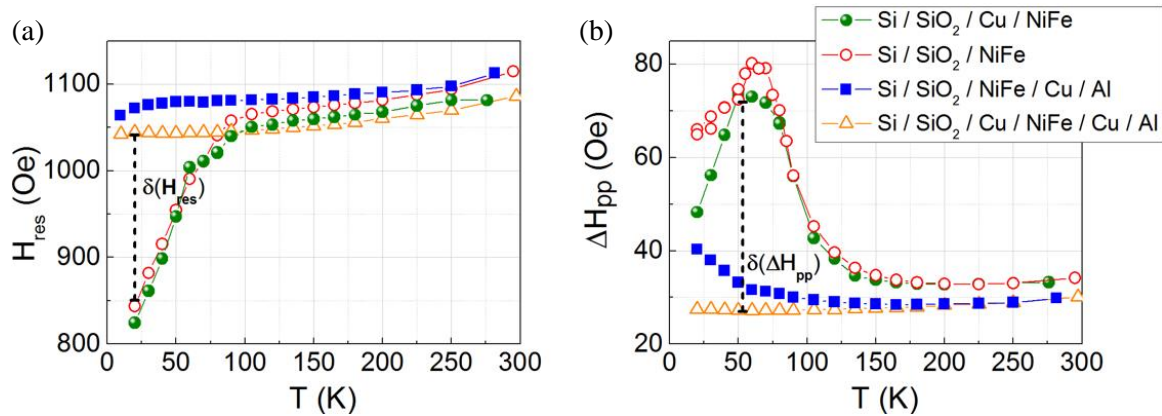 (a)
1100
1000
900
800
H_res (Oe)
δ(H_res)
0 50 100 150 200 250 300
T (K)
(b)
80
60
40
20
ΔHpp (Oe)
δ(ΔH_pp)
0 50 100 150 200 250 300
T (K)
Si / SiO₂ / Cu / NiFe
Si / SiO₂ / NiFe
Si / SiO₂ / NiFe / Cu / Al
Si / SiO₂ / Cu / NiFe / Cu / Al